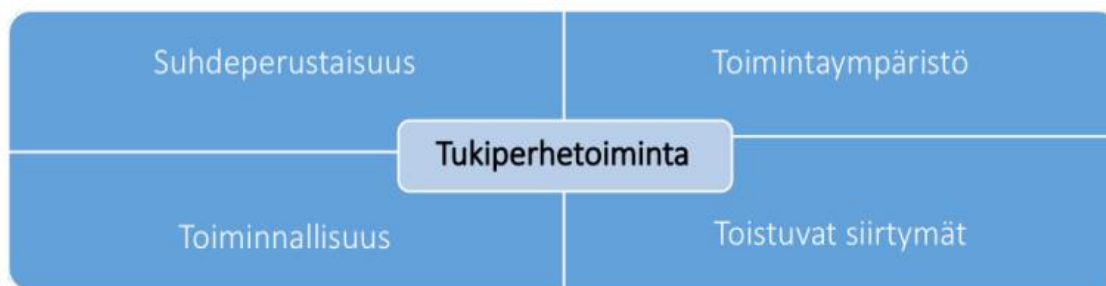 Suhdeperustaisuus
Toimintaympäristö
Tukiperhetoiminta
Toiminnallisuus
Toistuvat siirtymät